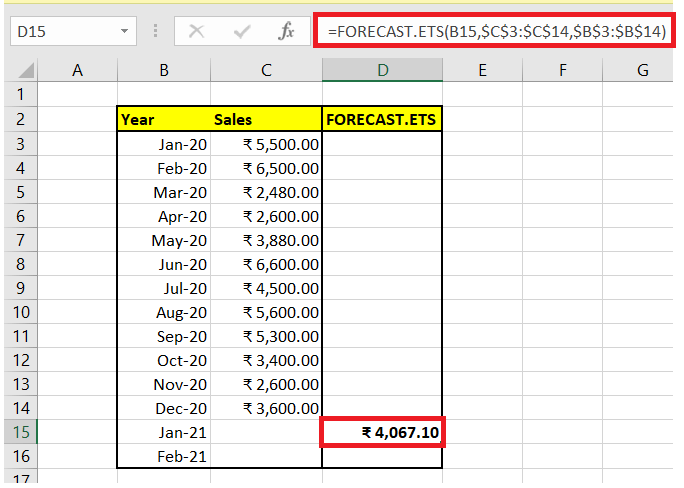 D15 fx =FORECAST.ETS(B15,$C$3:$C$14,$B$3:$B$14)
A B C D E F G
1
2 Year Sales FORECAST.ETS
3 Jan-20 ₹ 5,500.00
4 Feb-20 ₹ 6,500.00
5 Mar-20 ₹ 2,480.00
6 Apr-20 ₹ 2,600.00
7 May-20 ₹ 3,880.00
8 Jun-20 ₹ 6,600.00
9 Jul-20 ₹ 4,500.00
10 Aug-20 ₹ 5,600.00
11 Sep-20 ₹ 5,300.00
12 Oct-20 ₹ 3,400.00
13 Nov-20 ₹ 2,600.00
14 Dec-20 ₹ 3,600.00
15 Jan-21 ₹ 4,067.10
16 Feb-21
17